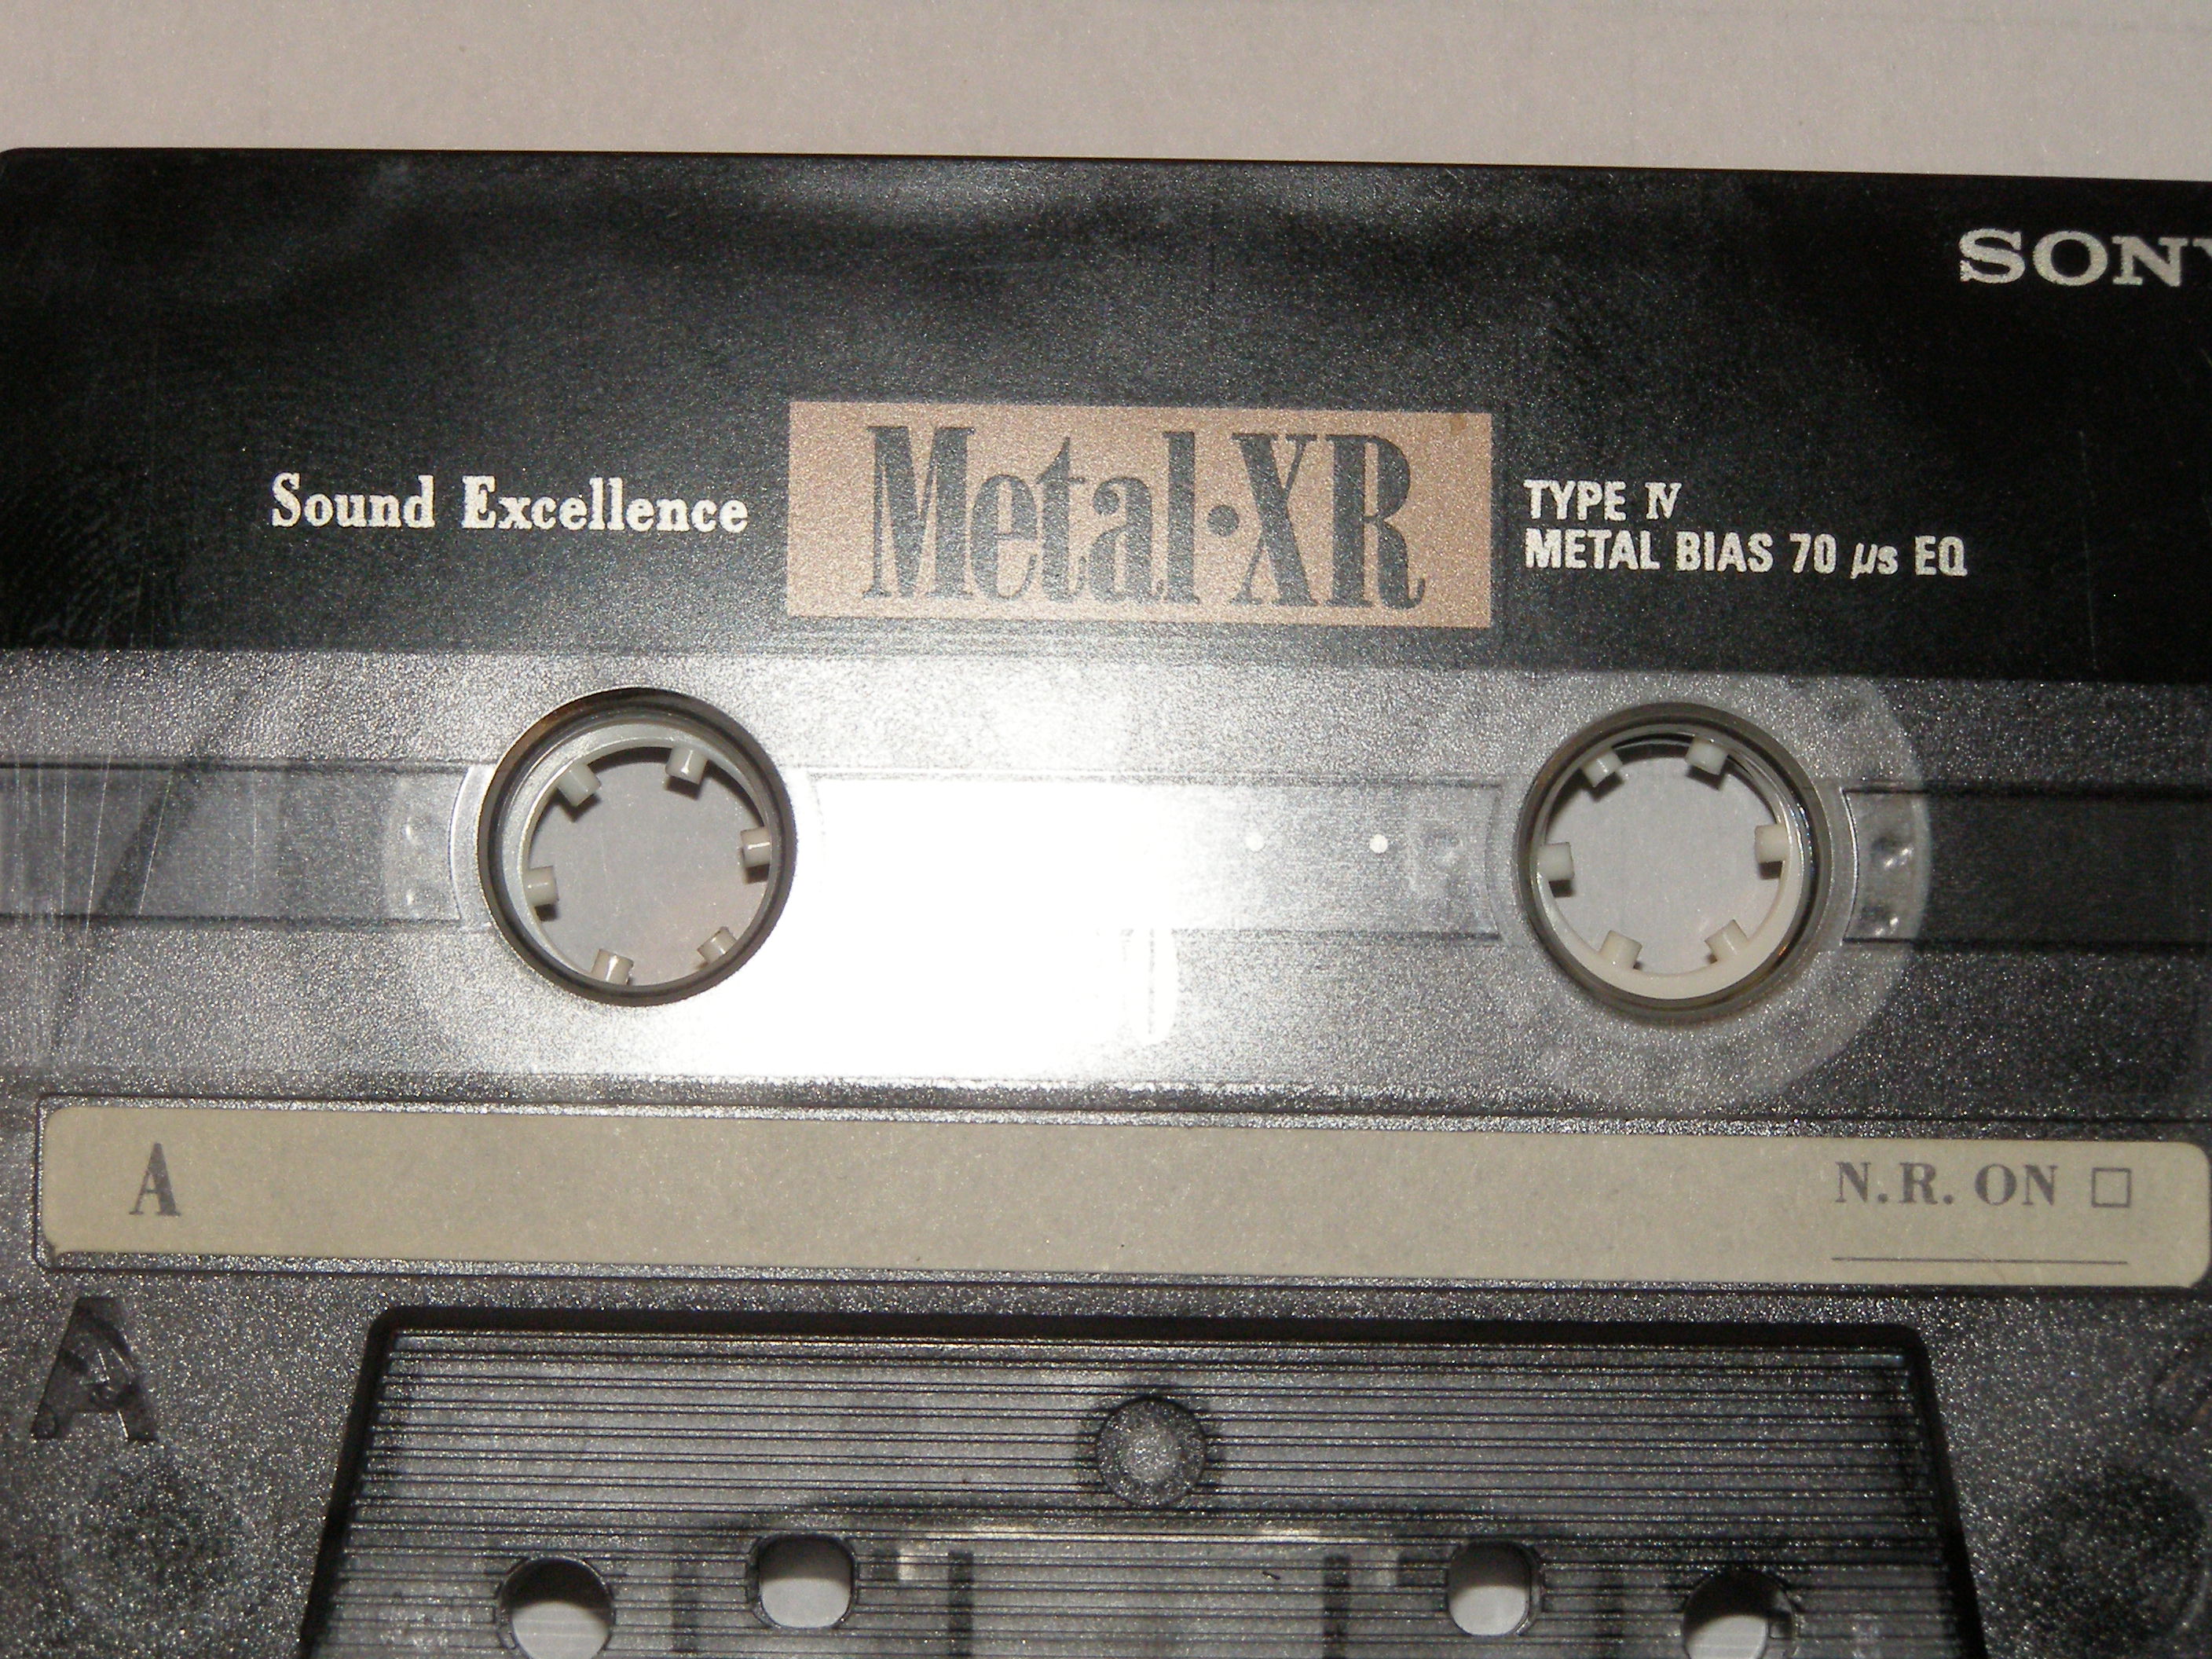 SONY
Sound Excellence
Metal·XR
TYPE IV
METAL BIAS 70 µs EQ
A
N.R. ON □
A